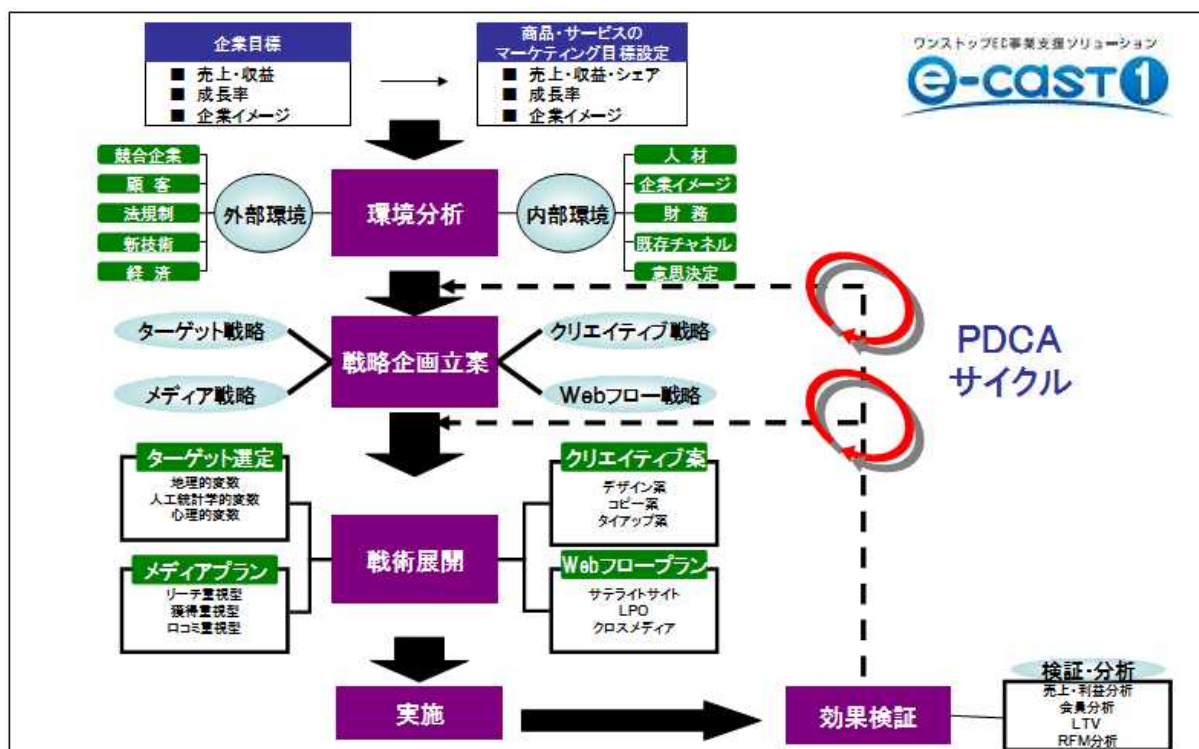 企業目標
■ 売上・収益
■ 成長率
■ 企業イメージ
商品・サービスの
マーケティング目標設定
■ 売上・収益・シェア
■ 成長率
■ 企業イメージ
ワンストップEC事業支援ソリューション
e-cast1
競合企業
顧 客
法規制
新技術
経 済
外部環境
環境分析
内部環境
人 材
企業イメージ
財 務
既存チャネル
意思決定
ターゲット戦略
メディア戦略
戦略企画立案
クリエイティブ戦略
Webフロー戦略
PDCA
サイクル
ターゲット選定
地理的変数
人工統計学的変数
心理的変数
メディアプラン
リーチ重視型
獲得重視型
口コミ重視型
戦術展開
クリエイティブ案
デザイン案
コピー案
タイアップ案
Webフロープラン
サテライトサイト
LPO
クロスメディア
実施
効果検証
検証・分析
売上・利益分析
会員分析
LTV
RFM分析